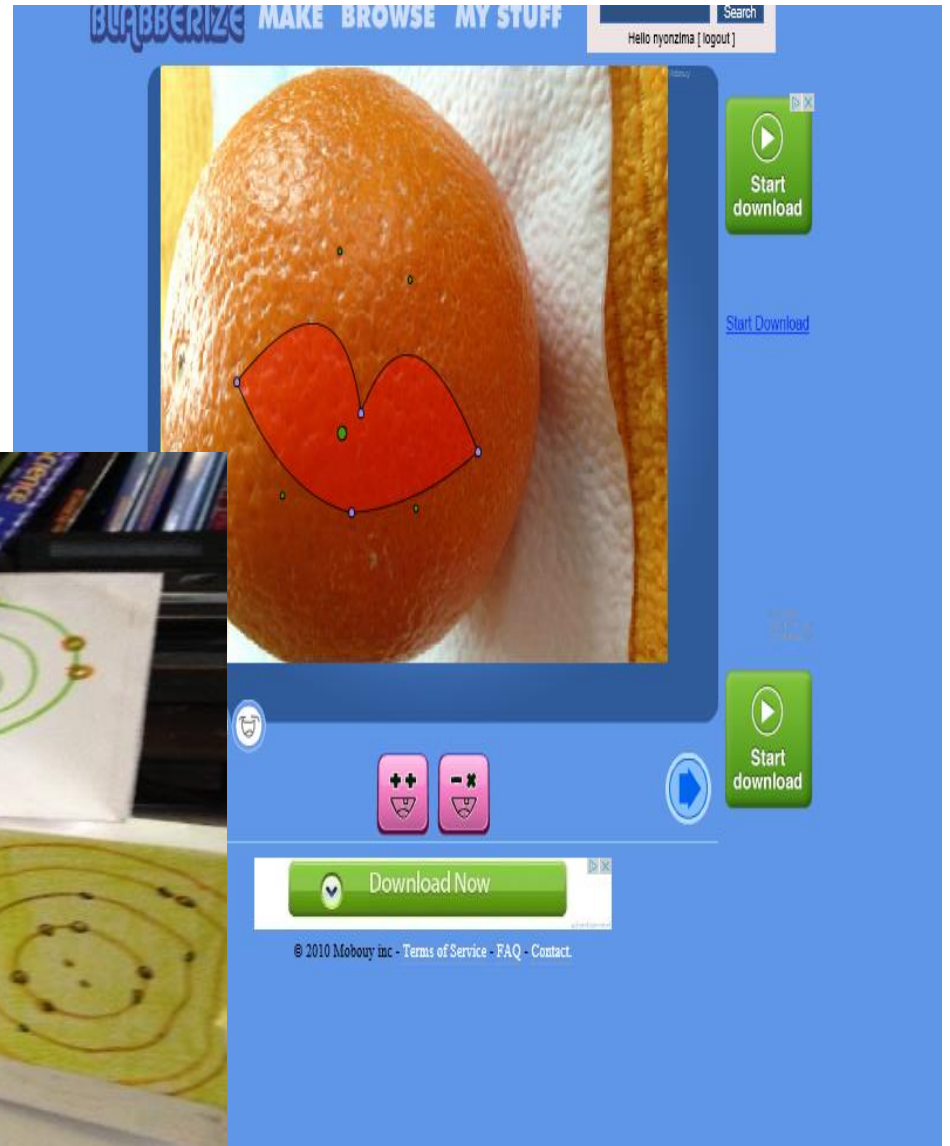 BLABBERIZE MAKE BROWSE MY STUFF
Search
Hello nyonzima [ logout ]
Start
download
Start Download
Start
download
Download Now
© 2010 Mobouy inc - Terms of Service - FAQ - Contact.
science